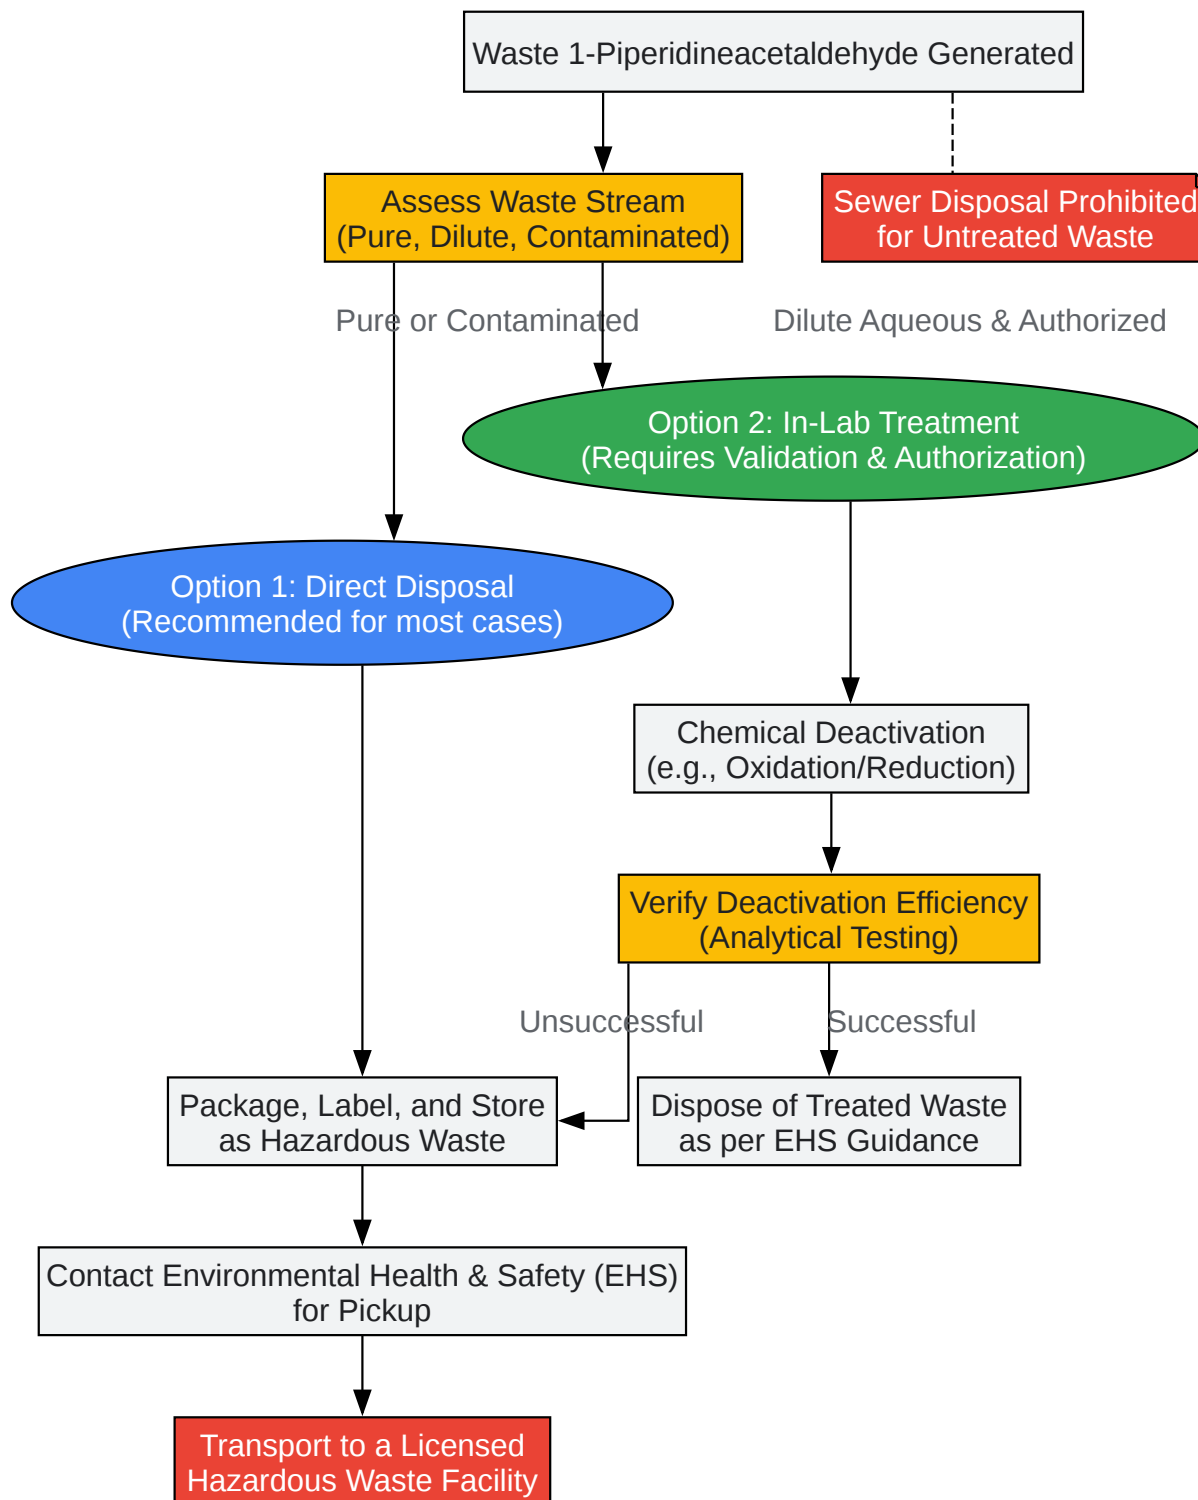 Waste 1-Piperidineacetaldehyde Generated
Assess Waste Stream
(Pure, Dilute, Contaminated)
Sewer Disposal Prohibited
for Untreated Waste
Pure or Contaminated
Dilute Aqueous & Authorized
Option 2: In-Lab Treatment
(Requires Validation & Authorization)
Option 1: Direct Disposal
(Recommended for most cases)
Chemical Deactivation
(e.g., Oxidation/Reduction)
Verify Deactivation Efficiency
(Analytical Testing)
Unsuccessful
Successful
Package, Label, and Store
as Hazardous Waste
Dispose of Treated Waste
as per EHS Guidance
Contact Environmental Health & Safety (EHS)
for Pickup
Transport to a Licensed
Hazardous Waste Facility